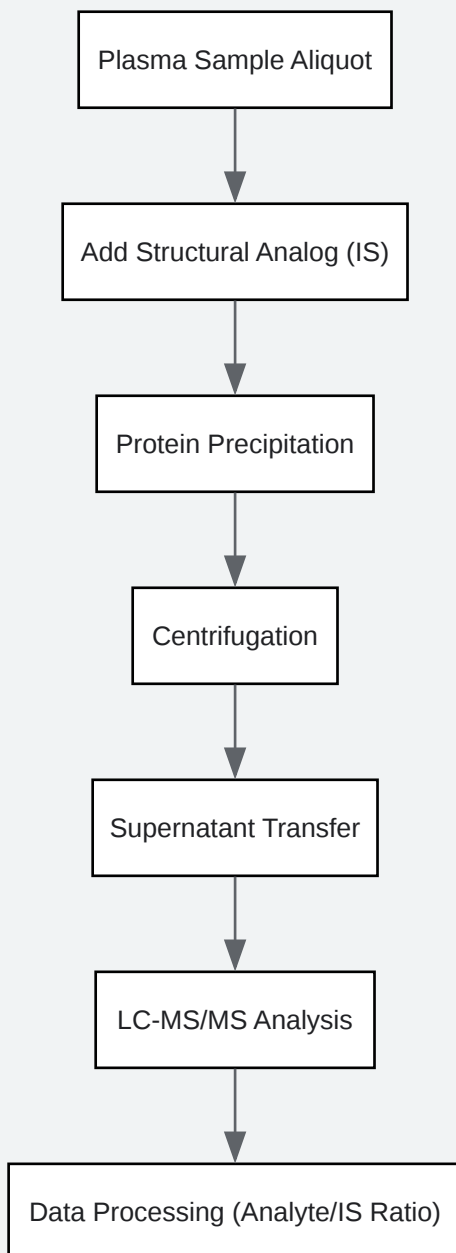 Plasma Sample Aliquot
Add Structural Analog (IS)
Protein Precipitation
Centrifugation
Supernatant Transfer
LC-MS/MS Analysis
Data Processing (Analyte/IS Ratio)